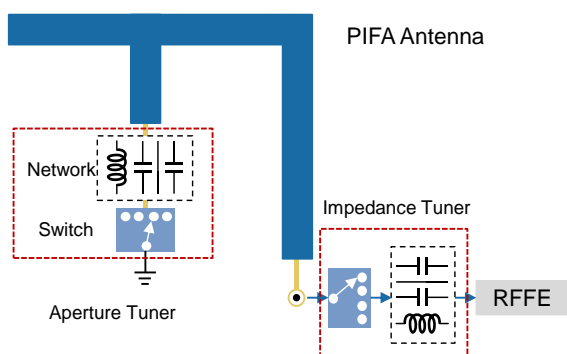 PIFA Antenna
Network
Switch
Impedance Tuner
RFFE
Aperture Tuner